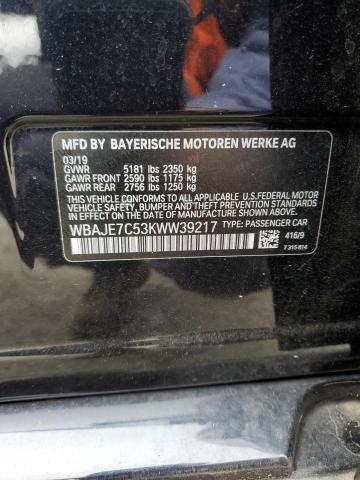 MFD BY BAYERISCHE MOTOREN WERKE AG
03/19
GVWR 5181 lbs 2350 kg
GAWR FRONT 2590 lbs 1175 kg
GAWR REAR 2756 lbs 1250 kg
THIS VEHICLE CONFORMS TO ALL APPLICABLE U.S. FEDERAL MOTOR
VEHICLE SAFETY, BUMPER AND THEFT PREVENTION STANDARDS
IN EFFECT ON THE DATE OF MANUFACTURE SHOWN ABOVE.
WBAJE7C53KWW39217 TYPE: PASSENGER CAR
416/9
7315814